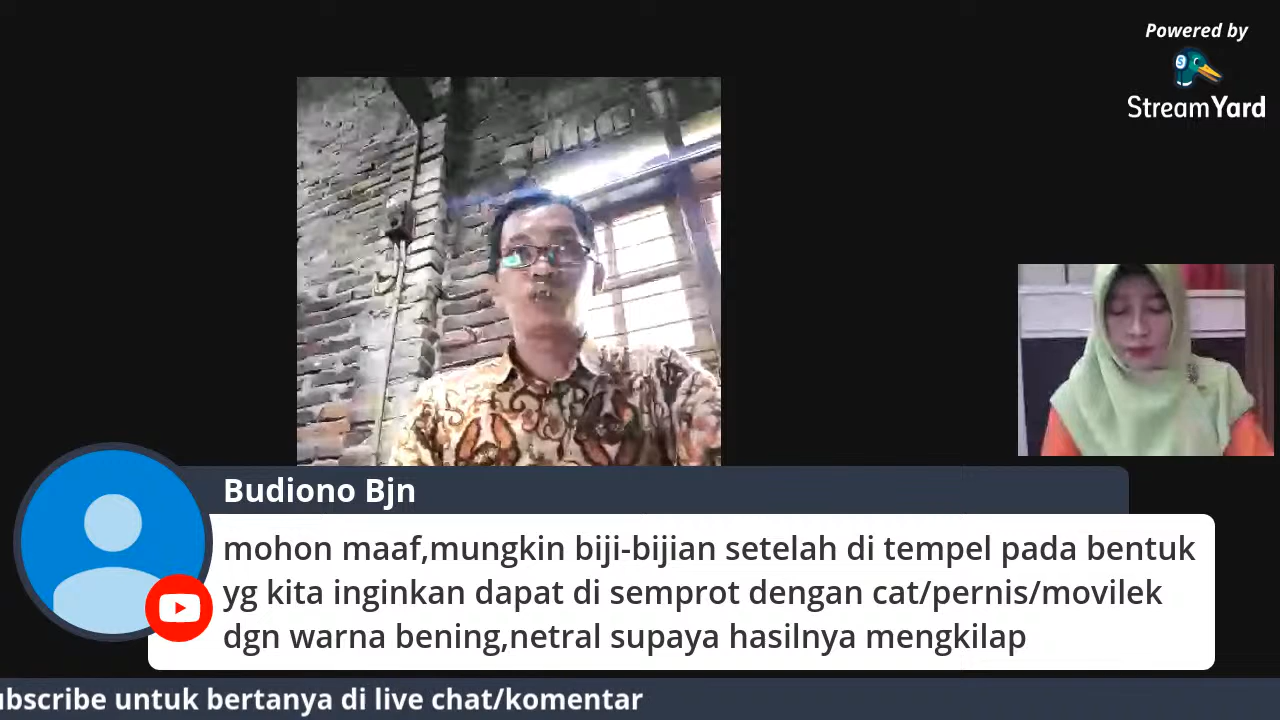 Powered by
StreamYard
Budiono Bjn
mohon maaf,mungkin biji-bijian setelah di tempel pada bentuk
yg kita inginkan dapat di semprot dengan cat/pernis/movilek
dgn warna bening,netral supaya hasilnya mengkilap
ubscribe untuk bertanya di live chat/komentar